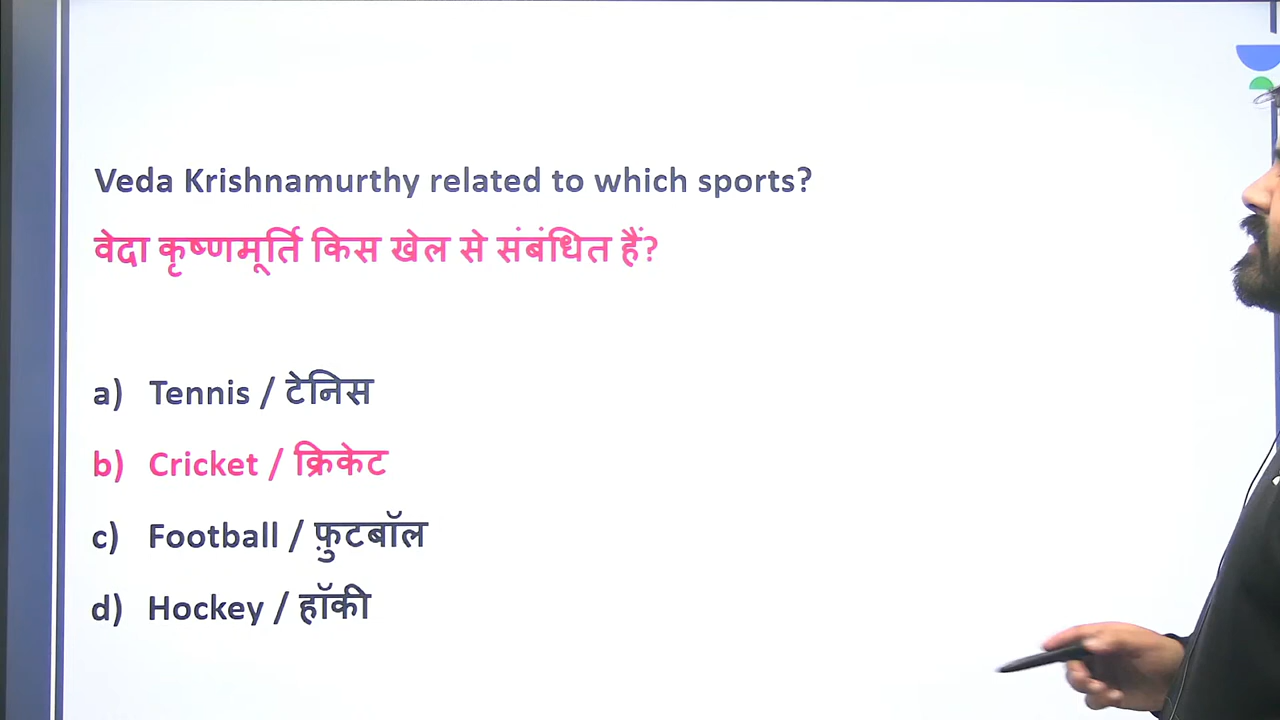 Veda Krishnamurthy related to which sports?
वेदा कृष्णमूर्ति किस खेल से संबंधित हैं?
a) Tennis / टेनिस
b) Cricket / क्रिकेट
c) Football / फ़ुटबॉल
d) Hockey / हॉकी